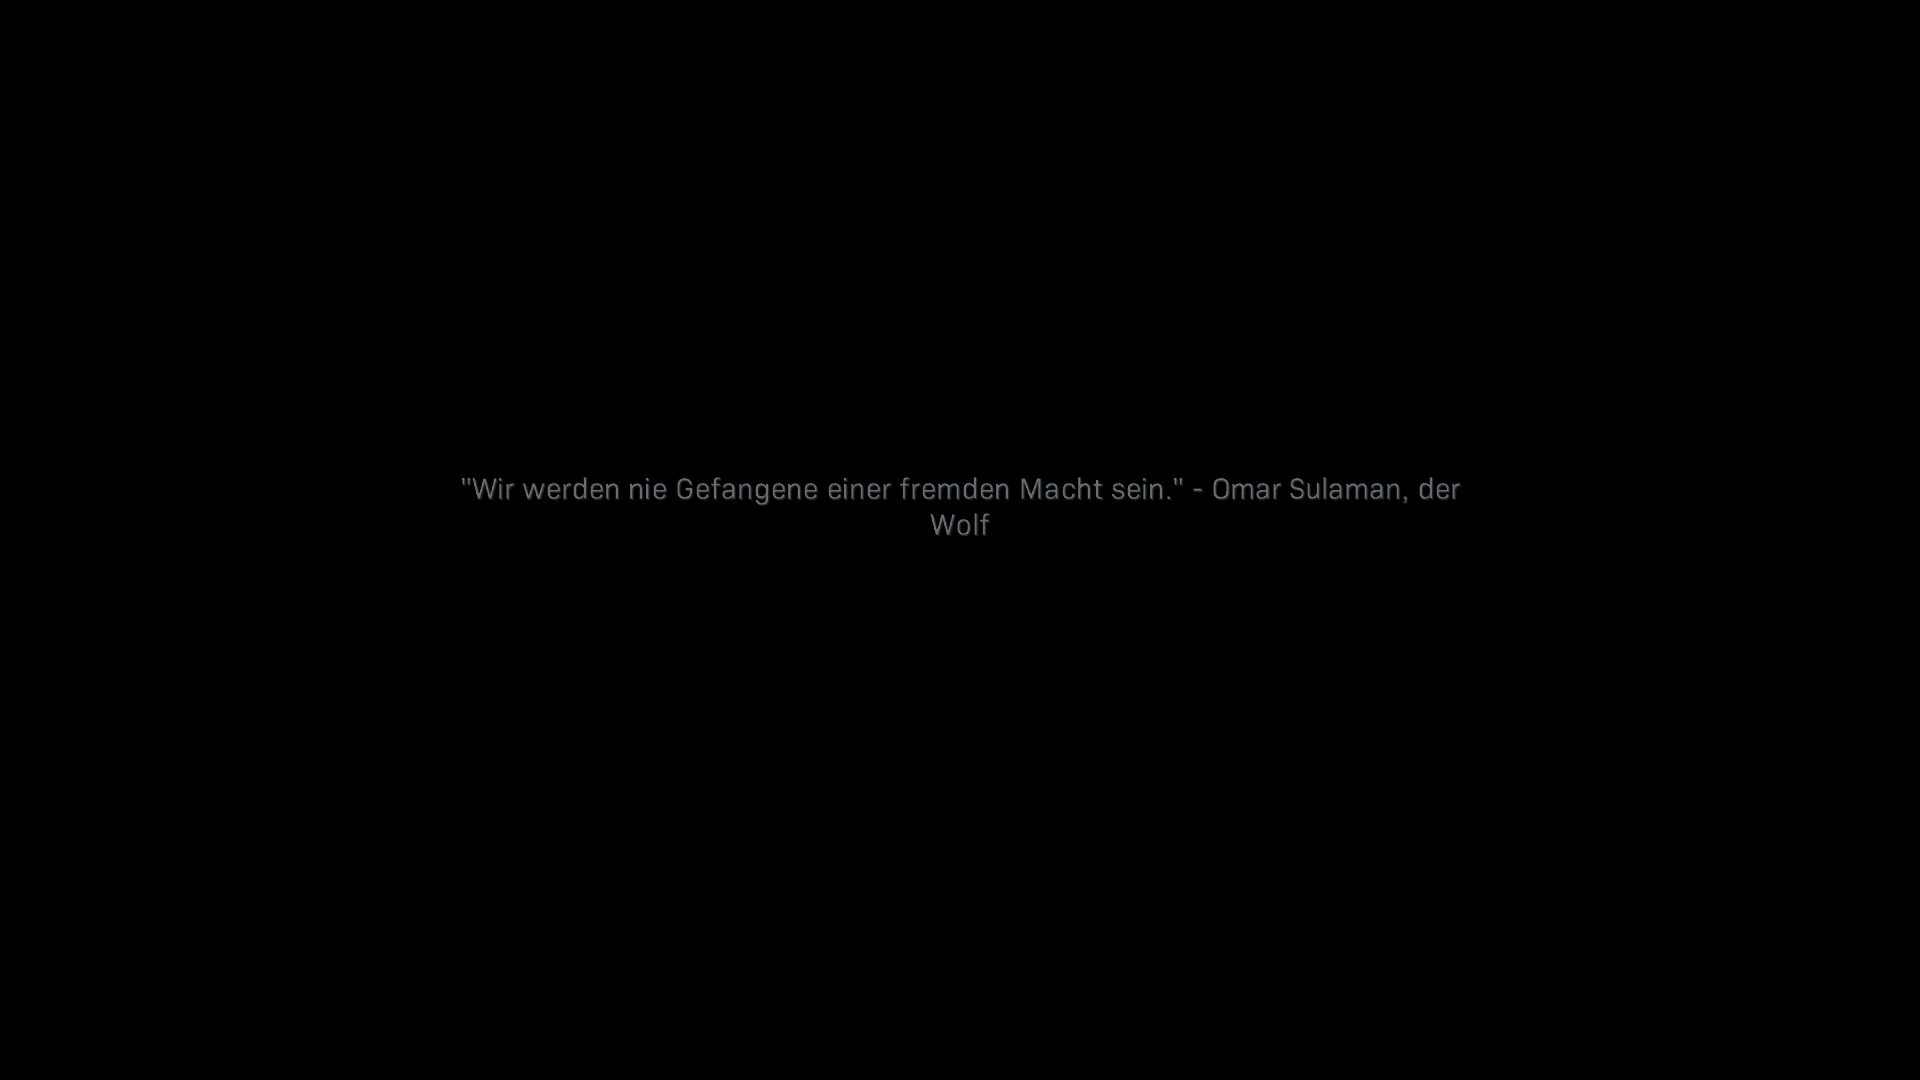 "Wir werden nie Gefangene einer fremden Macht sein." - Omar Sulaman, der
Wolf